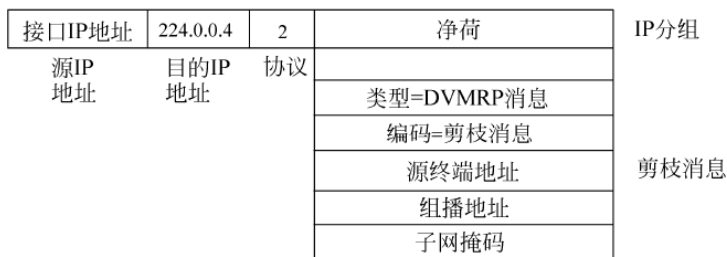 接口IP地址 224.0.0.4 2 净荷 IP分组
源IP 目的IP 协议
地址 地址
类型=DVMRP消息
编码=剪枝消息
源终端地址 剪枝消息
组播地址
子网掩码